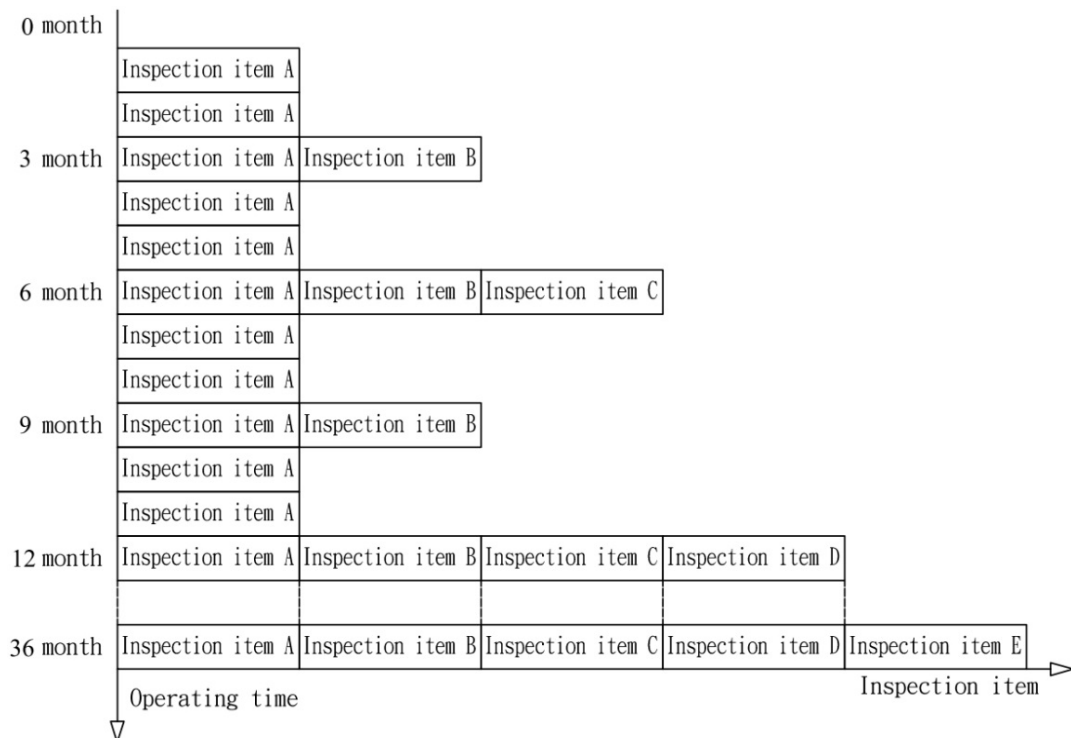 0 month
Inspection item A
Inspection item A
3 month Inspection item A Inspection item B
Inspection item A
Inspection item A
6 month Inspection item A Inspection item B Inspection item C
Inspection item A
Inspection item A
9 month Inspection item A Inspection item B
Inspection item A
Inspection item A
12 month Inspection item A Inspection item B Inspection item C Inspection item D
36 month Inspection item A Inspection item B Inspection item C Inspection item D Inspection item E
Operating time Inspection item